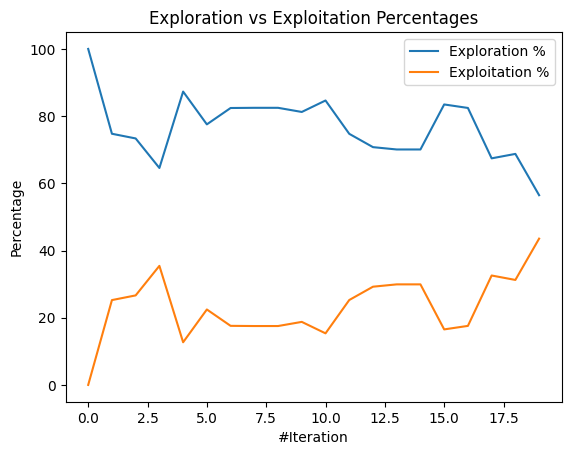 Exploration vs Exploitation Percentages
Exploration %
Exploitation %
100
80
60
40
20
0
Percentage
0.0 2.5 5.0 7.5 10.0 12.5 15.0 17.5
#Iteration